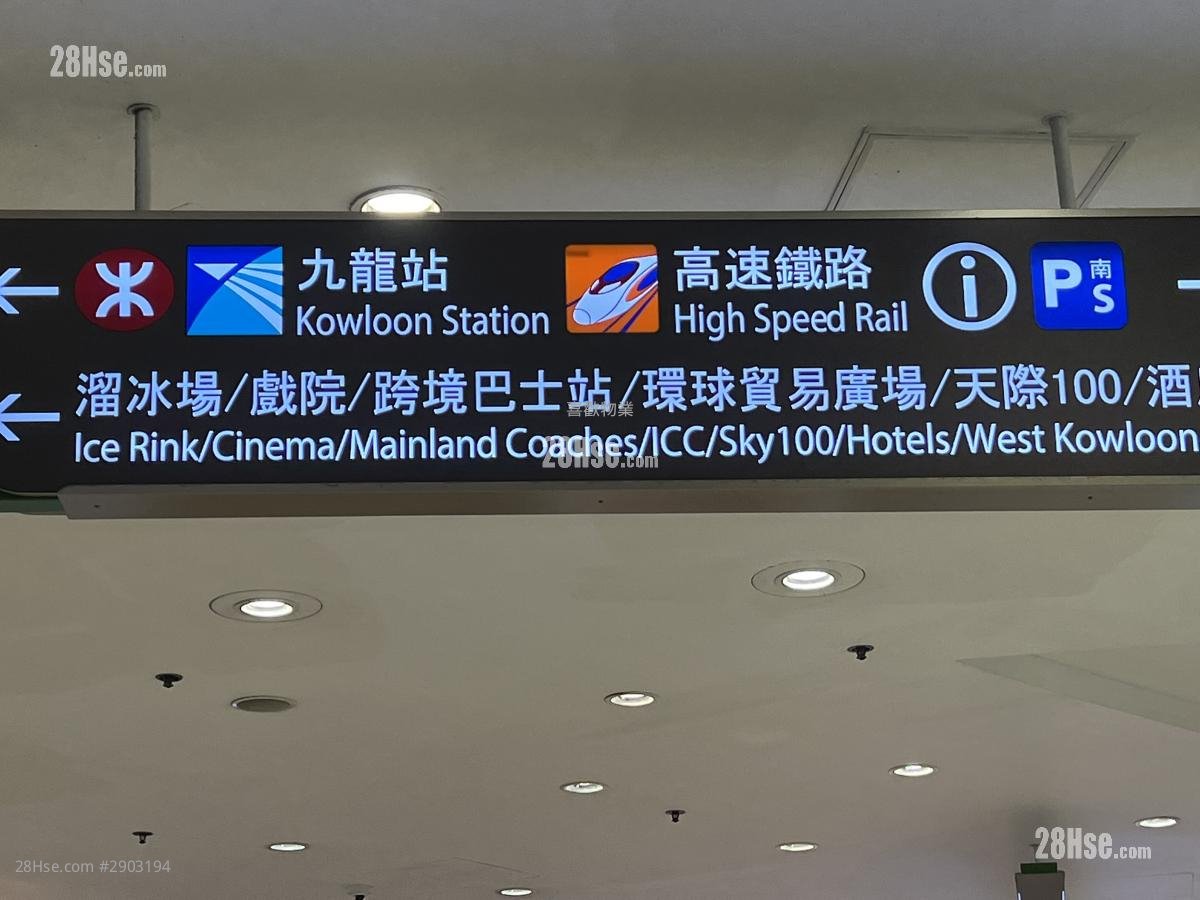 28Hse.com
九龍站 高速鐵路 i P 南
Kowloon Station High Speed Rail S
溜冰場/戲院/跨境巴士站/環球貿易廣場/天際100/酒
喜歡物業
Ice Rink/Cinema/Mainland Coaches/ICC/Sky100/Hotels/West Kowloon
28Hse.com
28Hse.com
28Hse.com #2903194